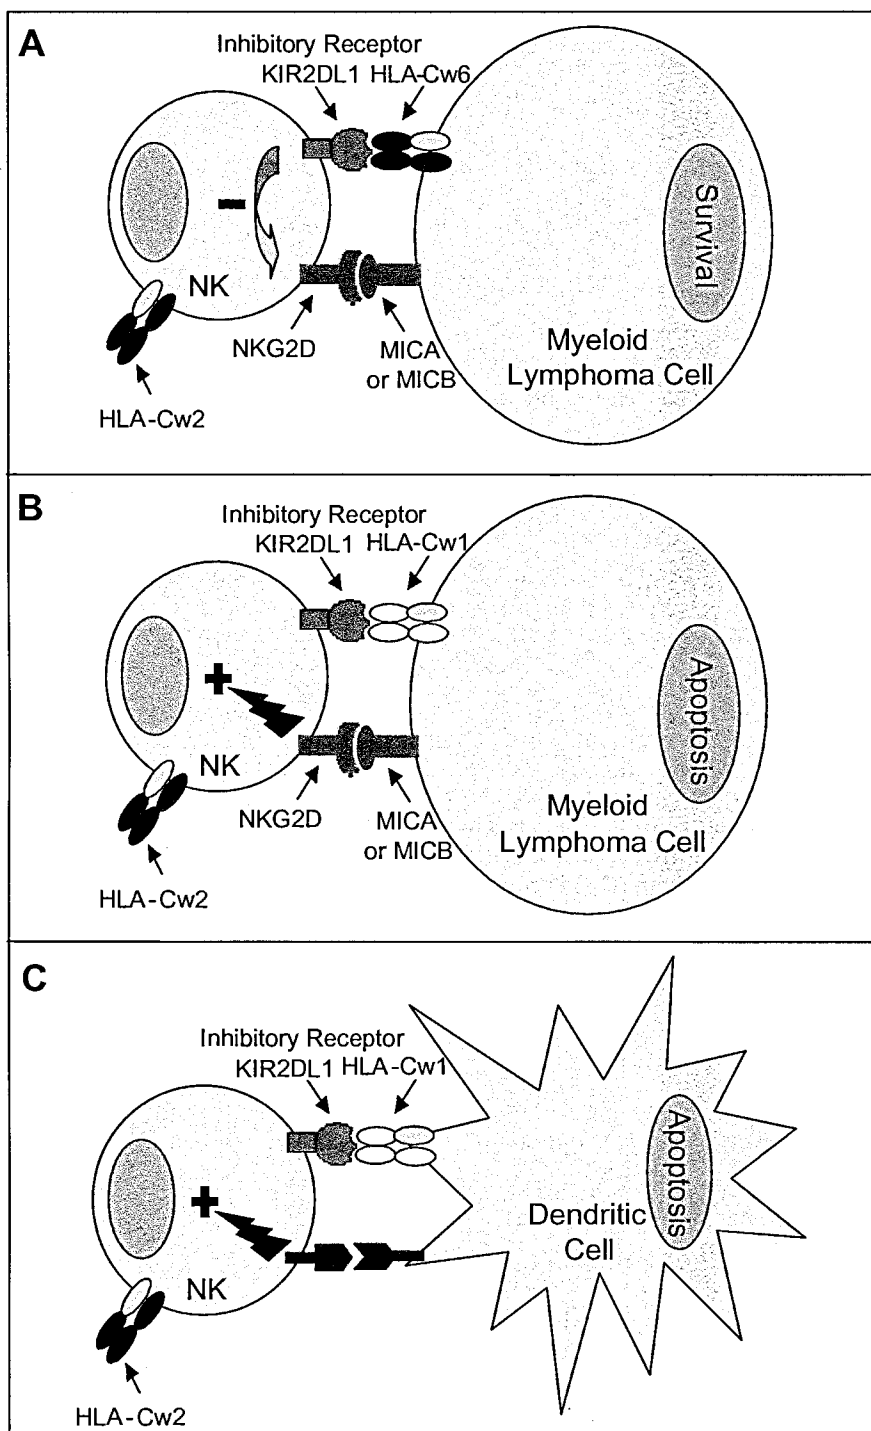 A
Inhibitory Receptor
KIR2DL1 HLA-Cw6
Survival
NK
NKG2D
MICA
or MICB
Myeloid
Lymphoma Cell
HLA-Cw2
B
Inhibitory Receptor
KIR2DL1 HLA-Cw1
Apoptosis
NK
NKG2D
MICA
or MICB
Myeloid
Lymphoma Cell
HLA-Cw2
C
Inhibitory Receptor
KIR2DL1 HLA-Cw1
Apoptosis
Dendritic
Cell
NK
HLA-Cw2